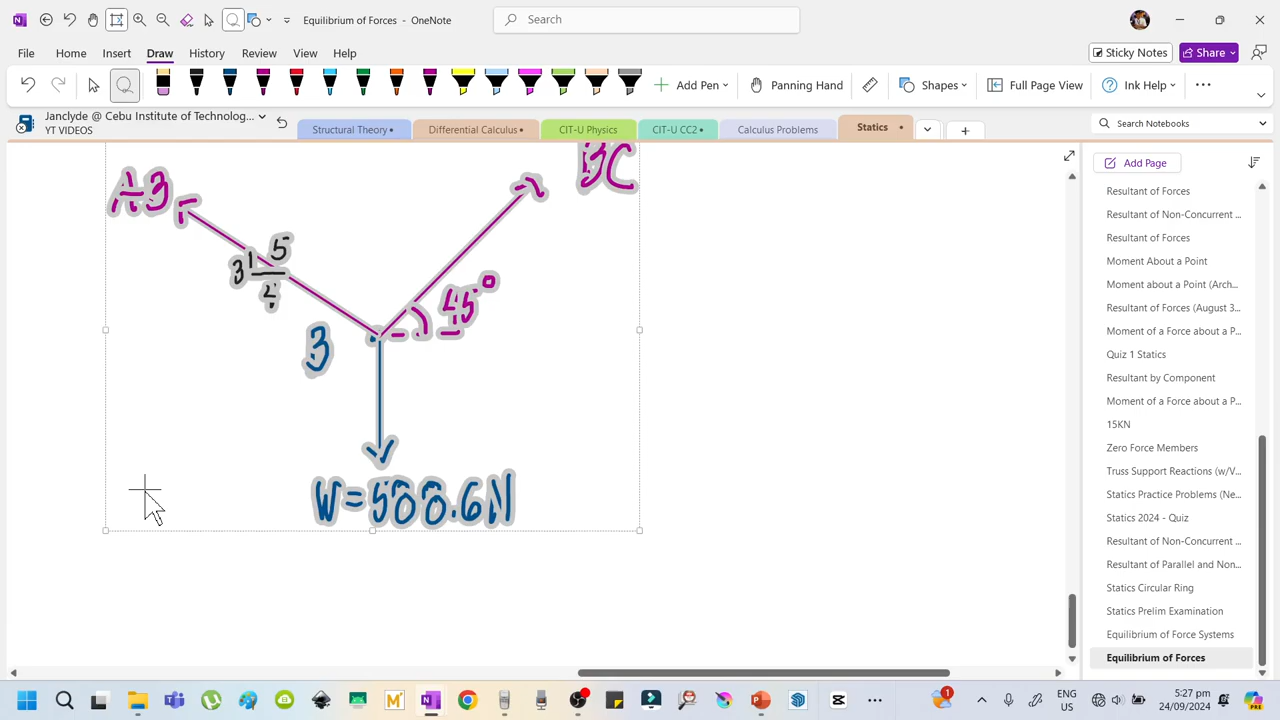 Equilibrium of Forces - OneNote
Search
File Home Insert Draw History Review View Help
Sticky Notes Share
Add Pen Panning Hand Shapes Full Page View Ink Help
Janclyde @ Cebu Institute of Technolog...
YT VIDEOS
Structural Theory Differential Calculus CIT-U Physics CIT-U CC2 Calculus Problems Statics
Search Notebooks
Add Page
Resultant of Forces
Resultant of Non-Concurrent ...
Resultant of Forces
Moment About a Point
Moment about a Point (Arch...
Resultant of Forces (August 3...
Moment of a Force about a P...
Quiz 1 Statics
Resultant by Component
Moment of a Force about a P...
15KN
Zero Force Members
Truss Support Reactions (w/V...
Statics Practice Problems (Ne...
Statics 2024 - Quiz
Resultant of Non-Concurrent ...
Resultant of Parallel and Non...
Statics Circular Ring
Statics Prelim Examination
Equilibrium of Force Systems
Equilibrium of Forces
AB
BC
5
3
4
45°
B
W=588.6N
1
ENG
US
5:27 pm
24/09/2024